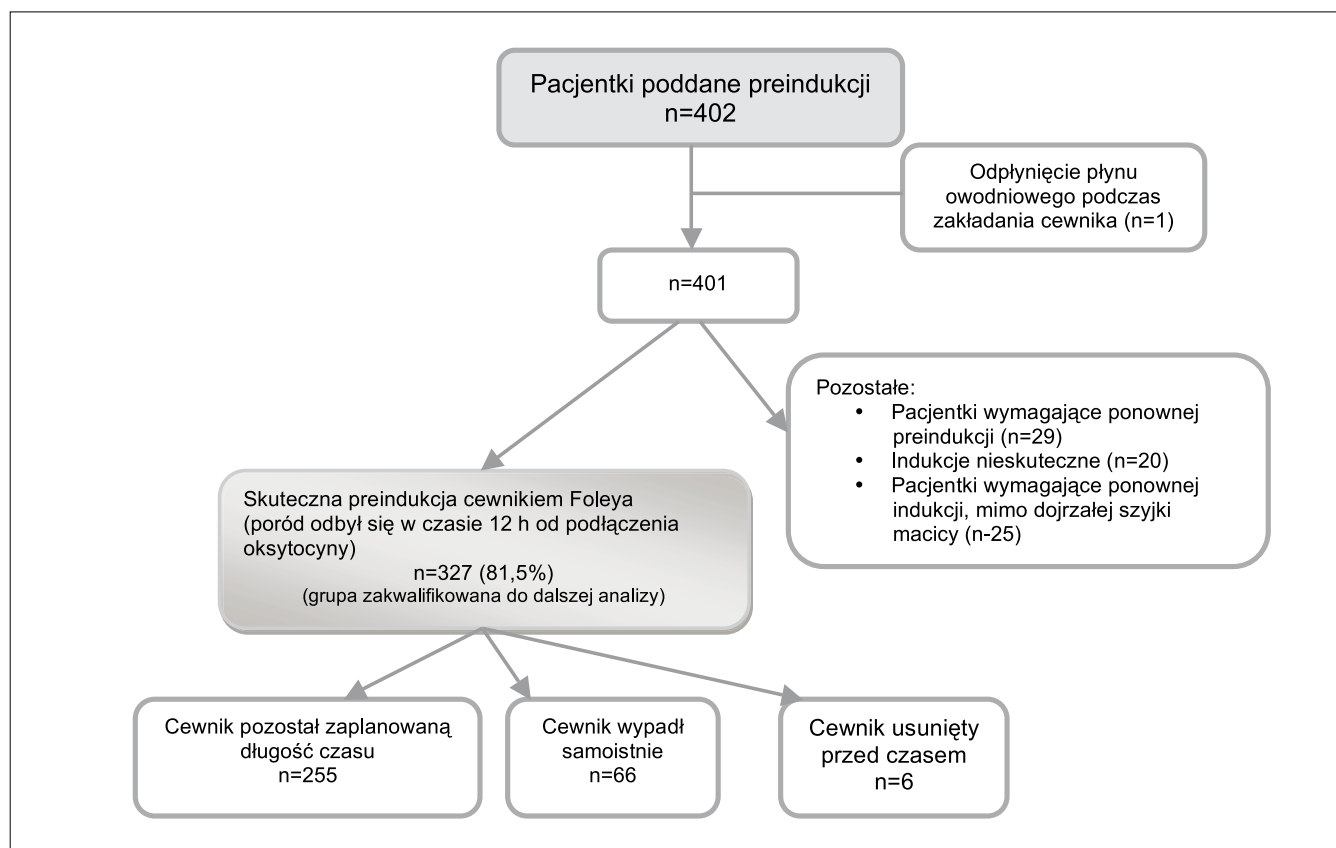 Pacjentki poddane preindukcji
n=402
Odpłynięcie płynu
owodniowego podczas
zakładania cewnika (n=1)
n=401
Pozostałe:
• Pacjentki wymagające ponownej
preindukcji (n=29)
• Indukcje nieskuteczne (n=20)
• Pacjentki wymagające ponownej
indukcji, mimo dojrzałej szyjki
macicy (n-25)
Skuteczna preindukcja cewnikiem Foleya
(poród odbył się w czasie 12 h od podłączenia
oksytocyny)
n=327 (81,5%)
(grupa zakwalifikowana do dalszej analizy)
Cewnik pozostał zaplanowaną
długość czasu
n=255
Cewnik wypadł
samoistnie
n=66
Cewnik usunięty
przed czasem
n=6